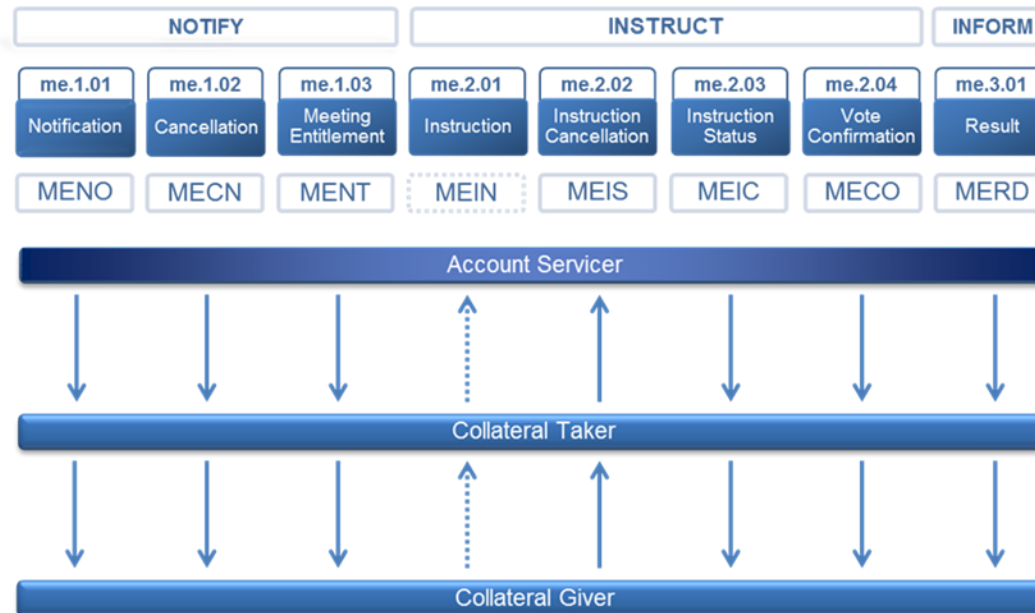 NOTIFY INSTRUCT INFORM
me.1.01 me.1.02 me.1.03 me.2.01 me.2.02 me.2.03 me.2.04 me.3.01
Notification Cancellation Meeting Entitlement Instruction Instruction Cancellation Instruction Status Vote Confirmation Result
MENO MECN MENT MEIN MEIS MEIC MECO MERD
Account Servicer
Collateral Taker
Collateral Giver